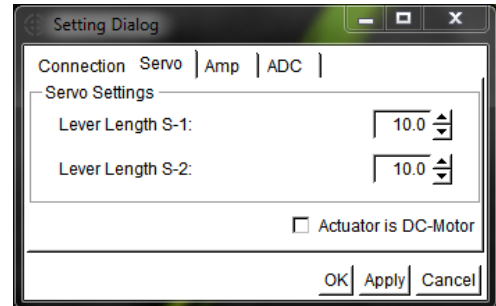 Setting Dialog
Connection Servo Amp ADC
Servo Settings
Lever Length S-1: 10.0
Lever Length S-2: 10.0
Actuator is DC-Motor
OK Apply Cancel